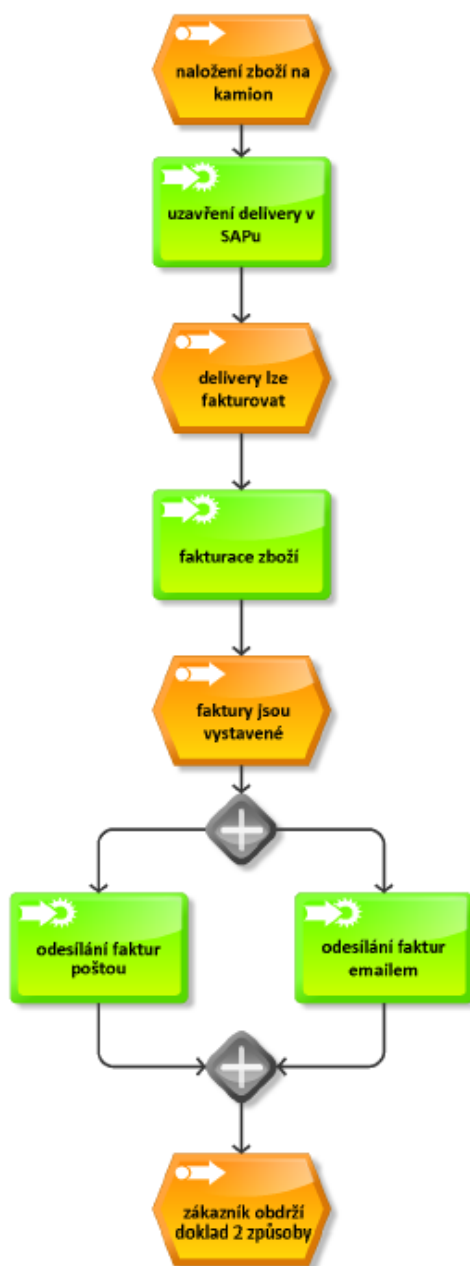 naložení zboží na
kamion
uzavření delivery v
SAPu
delivery lze
fakturovat
fakturace zboží
faktury jsou
vystavené
odesílání faktur
poštou
odesílání faktur
emailem
zákazník obdrží
doklad 2 způsoby